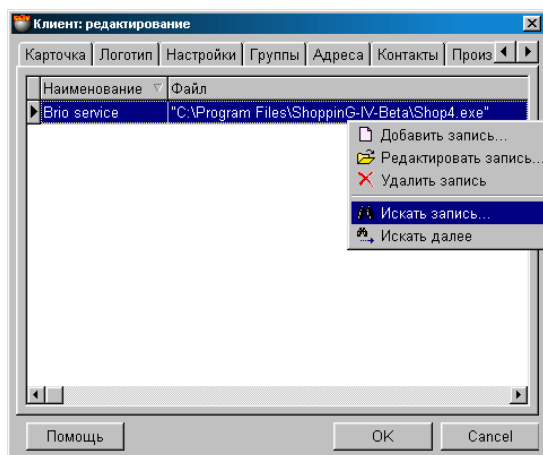 Клиент: редактирование
Карточка Логотип Настройки Группы Адреса Контакты Произ
Наименование Файл
Brio service "C:\Program Files\ShoppinG-IV-Beta\Shop4.exe"
Добавить запись...
Редактировать запись...
Удалить запись
Искать запись...
Искать далее
Помощь OK Cancel